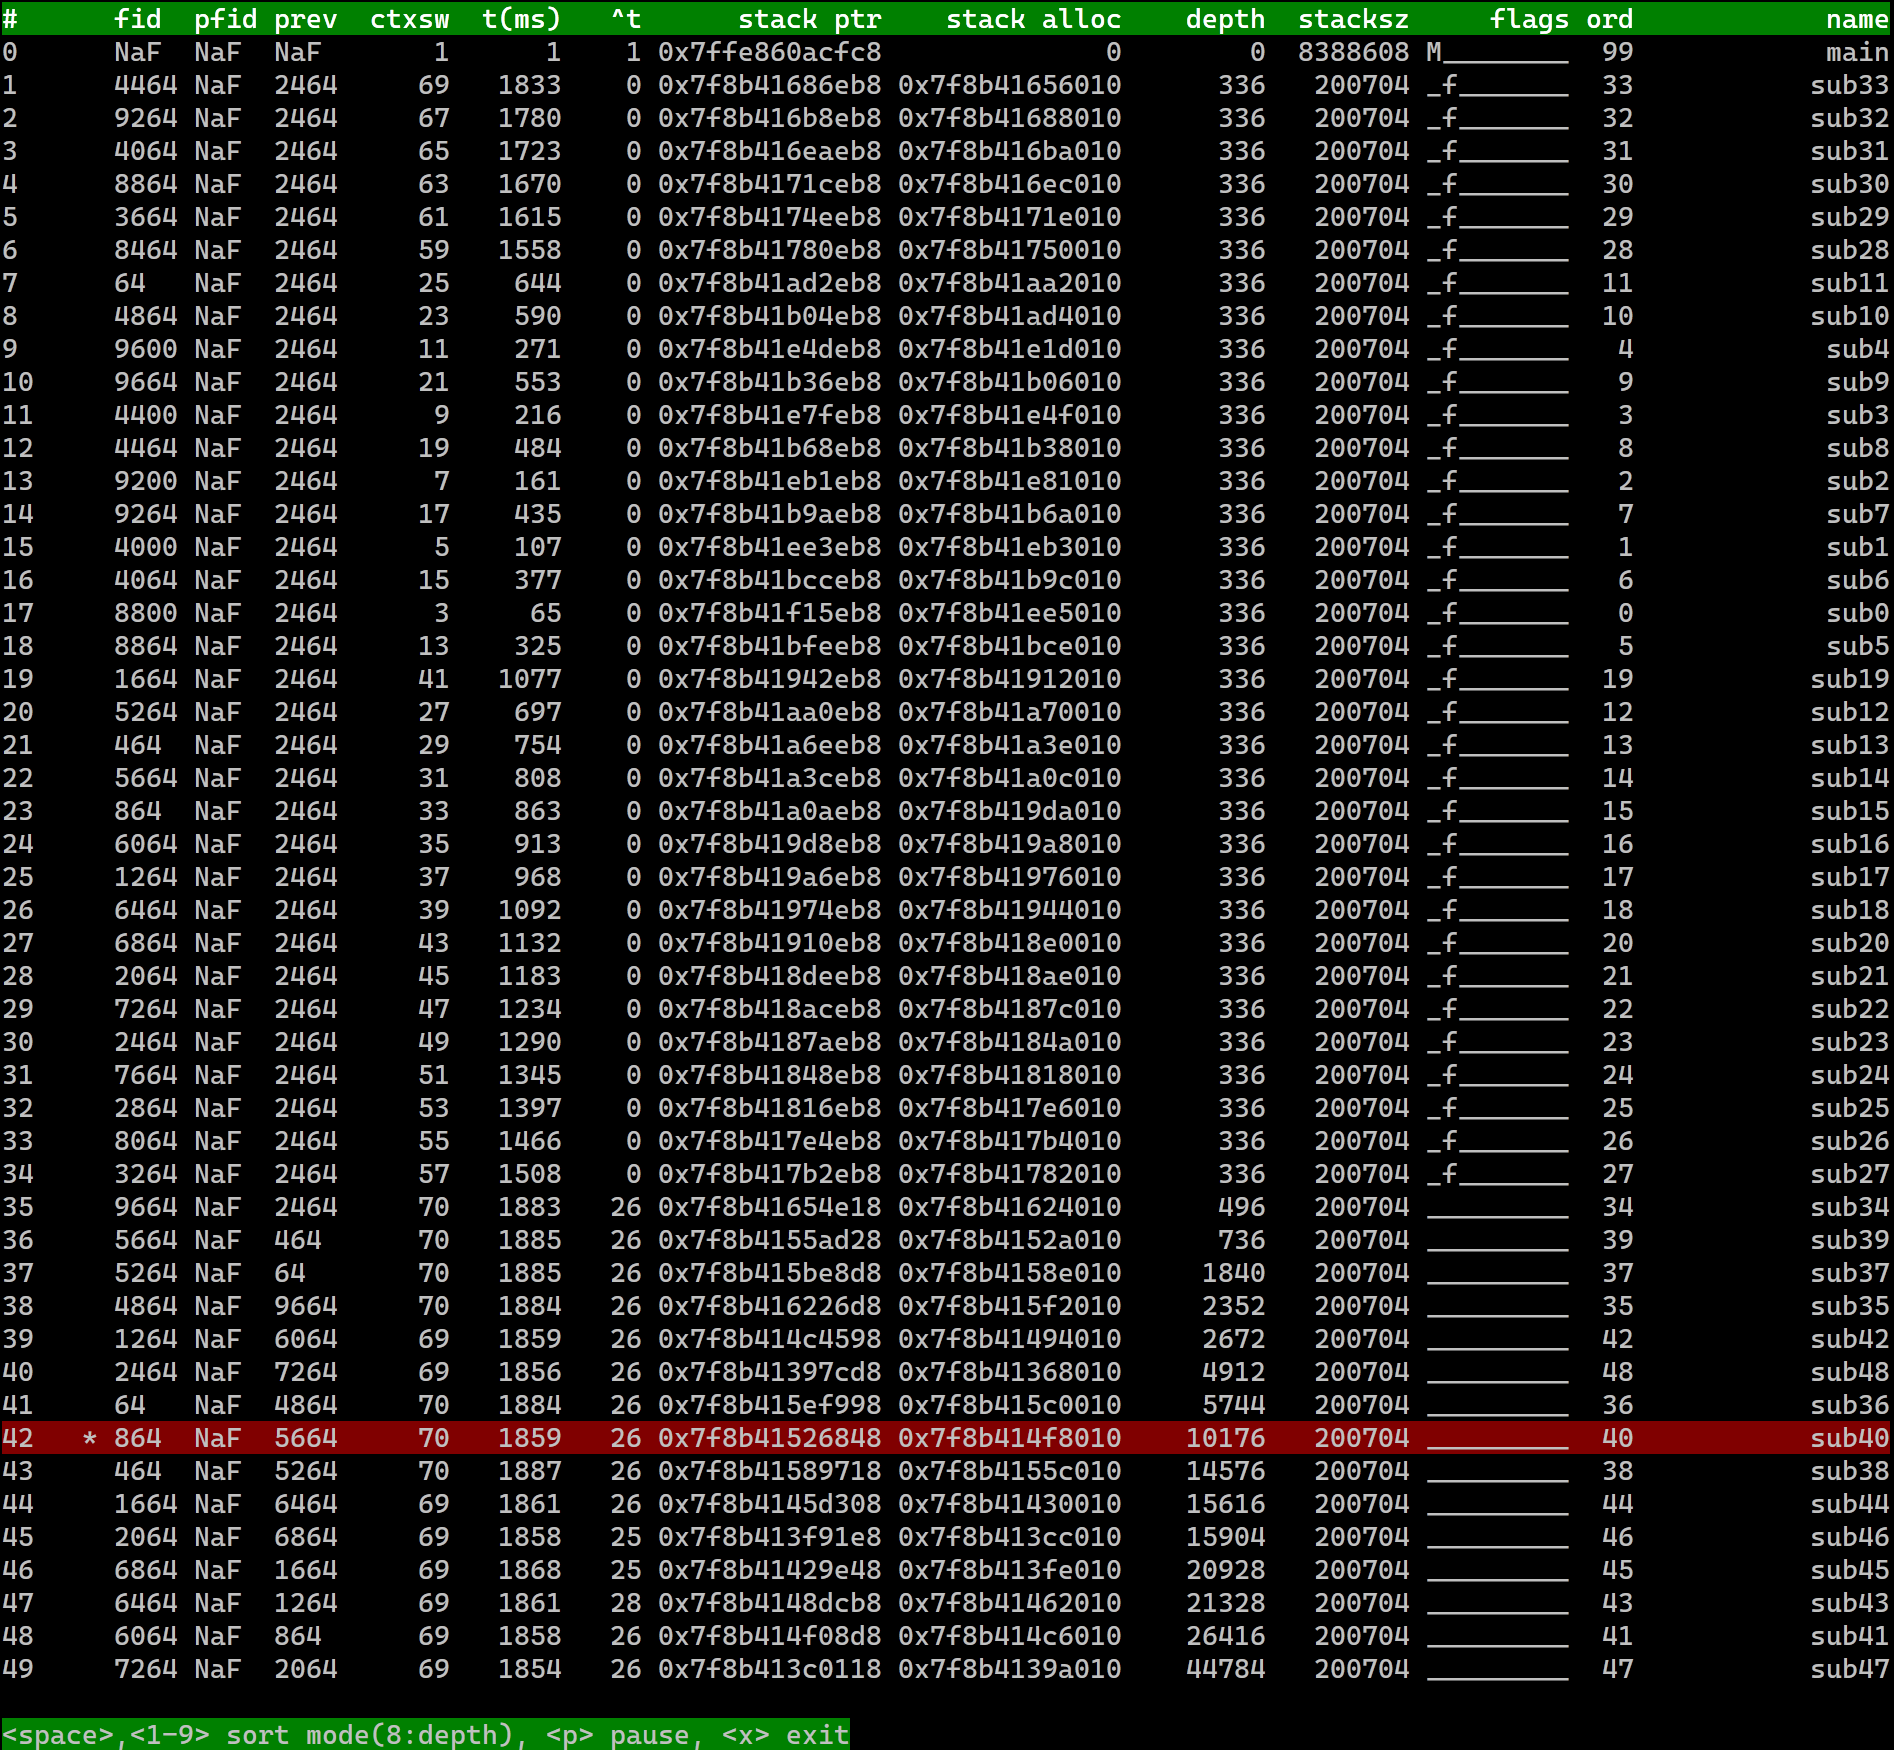 # fid pfid prev ctxsw t(ms) ^t stack ptr stack alloc depth stacksz flags ord name
0 NaF NaF NaF 1 1 1 0x7ffe860acfc8 0 0 8388608 M________ 99 main
1 4464 NaF 2464 69 1833 0 0x7f8b41686eb8 0x7f8b41656010 336 200704 _f_______ 33 sub33
2 9264 NaF 2464 67 1780 0 0x7f8b416b8eb8 0x7f8b41688010 336 200704 _f_______ 32 sub32
3 4064 NaF 2464 65 1723 0 0x7f8b416eaeb8 0x7f8b416ba010 336 200704 _f_______ 31 sub31
4 8864 NaF 2464 63 1670 0 0x7f8b4171ceb8 0x7f8b416ec010 336 200704 _f_______ 30 sub30
5 3664 NaF 2464 61 1615 0 0x7f8b4174eeb8 0x7f8b4171e010 336 200704 _f_______ 29 sub29
6 8464 NaF 2464 59 1558 0 0x7f8b41780eb8 0x7f8b41750010 336 200704 _f_______ 28 sub28
7 64 NaF 2464 25 644 0 0x7f8b41ad2eb8 0x7f8b41aa2010 336 200704 _f_______ 11 sub11
8 4864 NaF 2464 23 590 0 0x7f8b41b04eb8 0x7f8b41ad4010 336 200704 _f_______ 10 sub10
9 9600 NaF 2464 11 271 0 0x7f8b41e4deb8 0x7f8b41e1d010 336 200704 _f_______ 4 sub4
10 9664 NaF 2464 21 553 0 0x7f8b41b36eb8 0x7f8b41b06010 336 200704 _f_______ 9 sub9
11 4400 NaF 2464 9 216 0 0x7f8b41e7feb8 0x7f8b41e4f010 336 200704 _f_______ 3 sub3
12 4464 NaF 2464 19 484 0 0x7f8b41b68eb8 0x7f8b41b38010 336 200704 _f_______ 8 sub8
13 9200 NaF 2464 7 161 0 0x7f8b41eb1eb8 0x7f8b41e81010 336 200704 _f_______ 2 sub2
14 9264 NaF 2464 17 435 0 0x7f8b41b9aeb8 0x7f8b41b6a010 336 200704 _f_______ 7 sub7
15 4000 NaF 2464 5 107 0 0x7f8b41ee3eb8 0x7f8b41eb3010 336 200704 _f_______ 1 sub1
16 4064 NaF 2464 15 377 0 0x7f8b41bcceb8 0x7f8b41b9c010 336 200704 _f_______ 6 sub6
17 8800 NaF 2464 3 65 0 0x7f8b41f15eb8 0x7f8b41ee5010 336 200704 _f_______ 0 sub0
18 8864 NaF 2464 13 325 0 0x7f8b41bfeeb8 0x7f8b41bce010 336 200704 _f_______ 5 sub5
19 1664 NaF 2464 41 1077 0 0x7f8b41942eb8 0x7f8b41912010 336 200704 _f_______ 19 sub19
20 5264 NaF 2464 27 697 0 0x7f8b41aa0eb8 0x7f8b41a70010 336 200704 _f_______ 12 sub12
21 464 NaF 2464 29 754 0 0x7f8b41a6eeb8 0x7f8b41a3e010 336 200704 _f_______ 13 sub13
22 5664 NaF 2464 31 808 0 0x7f8b41a3ceb8 0x7f8b41a0c010 336 200704 _f_______ 14 sub14
23 864 NaF 2464 33 863 0 0x7f8b41a0aeb8 0x7f8b419da010 336 200704 _f_______ 15 sub15
24 6064 NaF 2464 35 913 0 0x7f8b419d8eb8 0x7f8b419a8010 336 200704 _f_______ 16 sub16
25 1264 NaF 2464 37 968 0 0x7f8b419a6eb8 0x7f8b41976010 336 200704 _f_______ 17 sub17
26 6464 NaF 2464 39 1092 0 0x7f8b41974eb8 0x7f8b41944010 336 200704 _f_______ 18 sub18
27 6864 NaF 2464 43 1132 0 0x7f8b41910eb8 0x7f8b418e0010 336 200704 _f_______ 20 sub20
28 2064 NaF 2464 45 1183 0 0x7f8b418deeb8 0x7f8b418ae010 336 200704 _f_______ 21 sub21
29 7264 NaF 2464 47 1234 0 0x7f8b418aceb8 0x7f8b4187c010 336 200704 _f_______ 22 sub22
30 2464 NaF 2464 49 1290 0 0x7f8b4187aeb8 0x7f8b4184a010 336 200704 _f_______ 23 sub23
31 7664 NaF 2464 51 1345 0 0x7f8b41848eb8 0x7f8b41818010 336 200704 _f_______ 24 sub24
32 2864 NaF 2464 53 1397 0 0x7f8b41816eb8 0x7f8b417e6010 336 200704 _f_______ 25 sub25
33 8064 NaF 2464 55 1466 0 0x7f8b417e4eb8 0x7f8b417b4010 336 200704 _f_______ 26 sub26
34 3264 NaF 2464 57 1508 0 0x7f8b417b2eb8 0x7f8b41782010 336 200704 _f_______ 27 sub27
35 9664 NaF 2464 70 1883 26 0x7f8b41654e18 0x7f8b41624010 496 200704 _________ 34 sub34
36 5664 NaF 464 70 1885 26 0x7f8b4155ad28 0x7f8b4152a010 736 200704 _________ 39 sub39
37 5264 NaF 64 70 1885 26 0x7f8b415be8d8 0x7f8b4158e010 1840 200704 _________ 37 sub37
38 4864 NaF 9664 70 1884 26 0x7f8b416226d8 0x7f8b415f2010 2352 200704 _________ 35 sub35
39 1264 NaF 6064 69 1859 26 0x7f8b414c4598 0x7f8b41494010 2672 200704 _________ 42 sub42
40 2464 NaF 7264 69 1856 26 0x7f8b41397cd8 0x7f8b41368010 4912 200704 _________ 48 sub48
41 64 NaF 4864 70 1884 26 0x7f8b415ef998 0x7f8b415c0010 5744 200704 _________ 36 sub36
42 * 864 NaF 5664 70 1859 26 0x7f8b41526848 0x7f8b414f8010 10176 200704 _________ 40 sub40
43 464 NaF 5264 70 1887 26 0x7f8b41589718 0x7f8b4155c010 14576 200704 _________ 38 sub38
44 1664 NaF 6464 69 1861 26 0x7f8b4145d308 0x7f8b41430010 15616 200704 _________ 44 sub44
45 2064 NaF 6864 69 1858 25 0x7f8b413f91e8 0x7f8b413cc010 15904 200704 _________ 46 sub46
46 6864 NaF 1664 69 1868 25 0x7f8b41429e48 0x7f8b413fe010 20928 200704 _________ 45 sub45
47 6464 NaF 1264 69 1861 28 0x7f8b4148dcb8 0x7f8b41462010 21328 200704 _________ 43 sub43
48 6064 NaF 864 69 1858 26 0x7f8b414f08d8 0x7f8b414c6010 26416 200704 _________ 41 sub41
49 7264 NaF 2064 69 1854 26 0x7f8b413c0118 0x7f8b4139a010 44784 200704 _________ 47 sub47
<space>,<1-9> sort mode(8:depth), <p> pause, <x> exit